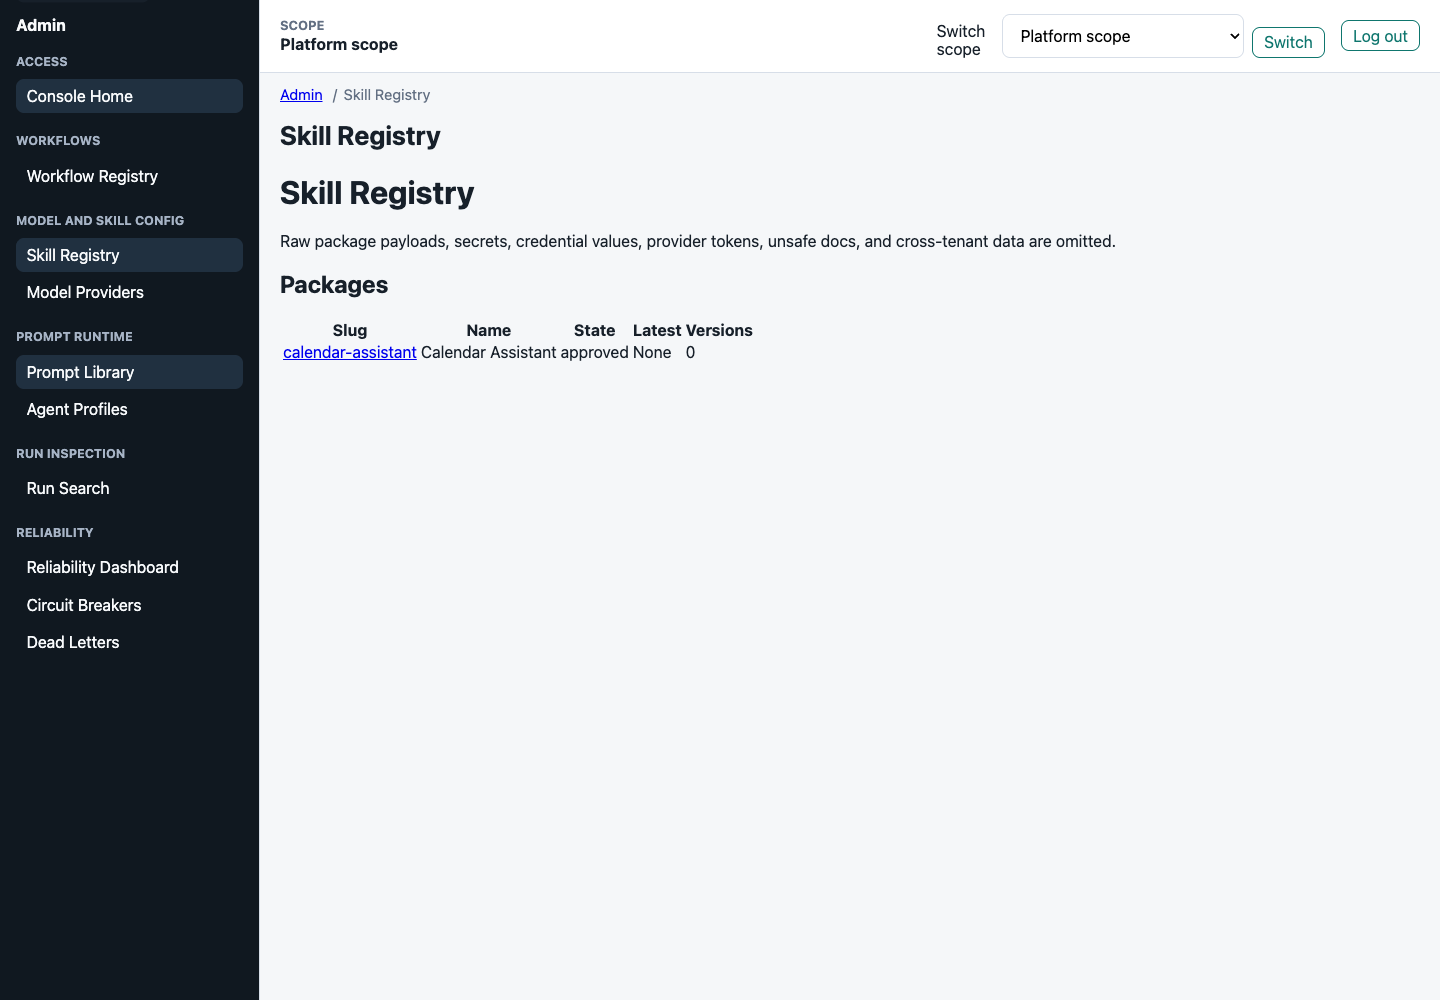 Admin
ACCESS
Console Home
WORKFLOWS
Workflow Registry
MODEL AND SKILL CONFIG
Skill Registry
Model Providers
PROMPT RUNTIME
Prompt Library
Agent Profiles
RUN INSPECTION
Run Search
RELIABILITY
Reliability Dashboard
Circuit Breakers
Dead Letters
SCOPE
Platform scope
Switch
scope
Platform scope
Switch
Log out
Admin / Skill Registry
Skill Registry
Skill Registry
Raw package payloads, secrets, credential values, provider tokens, unsafe docs, and cross-tenant data are omitted.
Packages
Slug Name State Latest Versions
calendar-assistant Calendar Assistant approved None 0